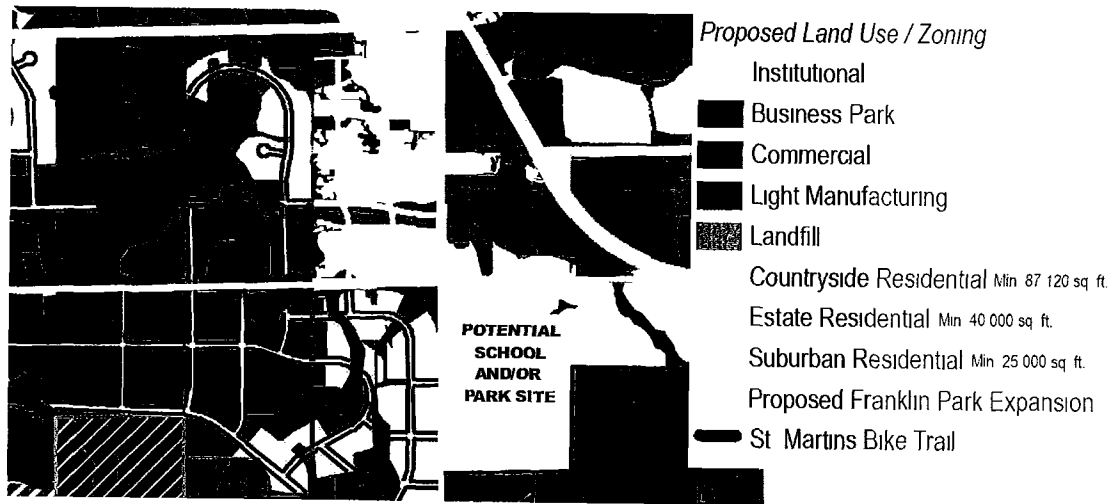 Proposed Land Use / Zoning
Institutional
Business Park
Commercial
Light Manufacturing
Landfill
Countryside Residential Min 87 120 sq ft.
Estate Residential Min 40 000 sq ft.
Suburban Residential Min 25 000 sq ft.
Proposed Franklin Park Expansion
St Martins Bike Trail
POTENTIAL
SCHOOL
AND/OR
PARK SITE